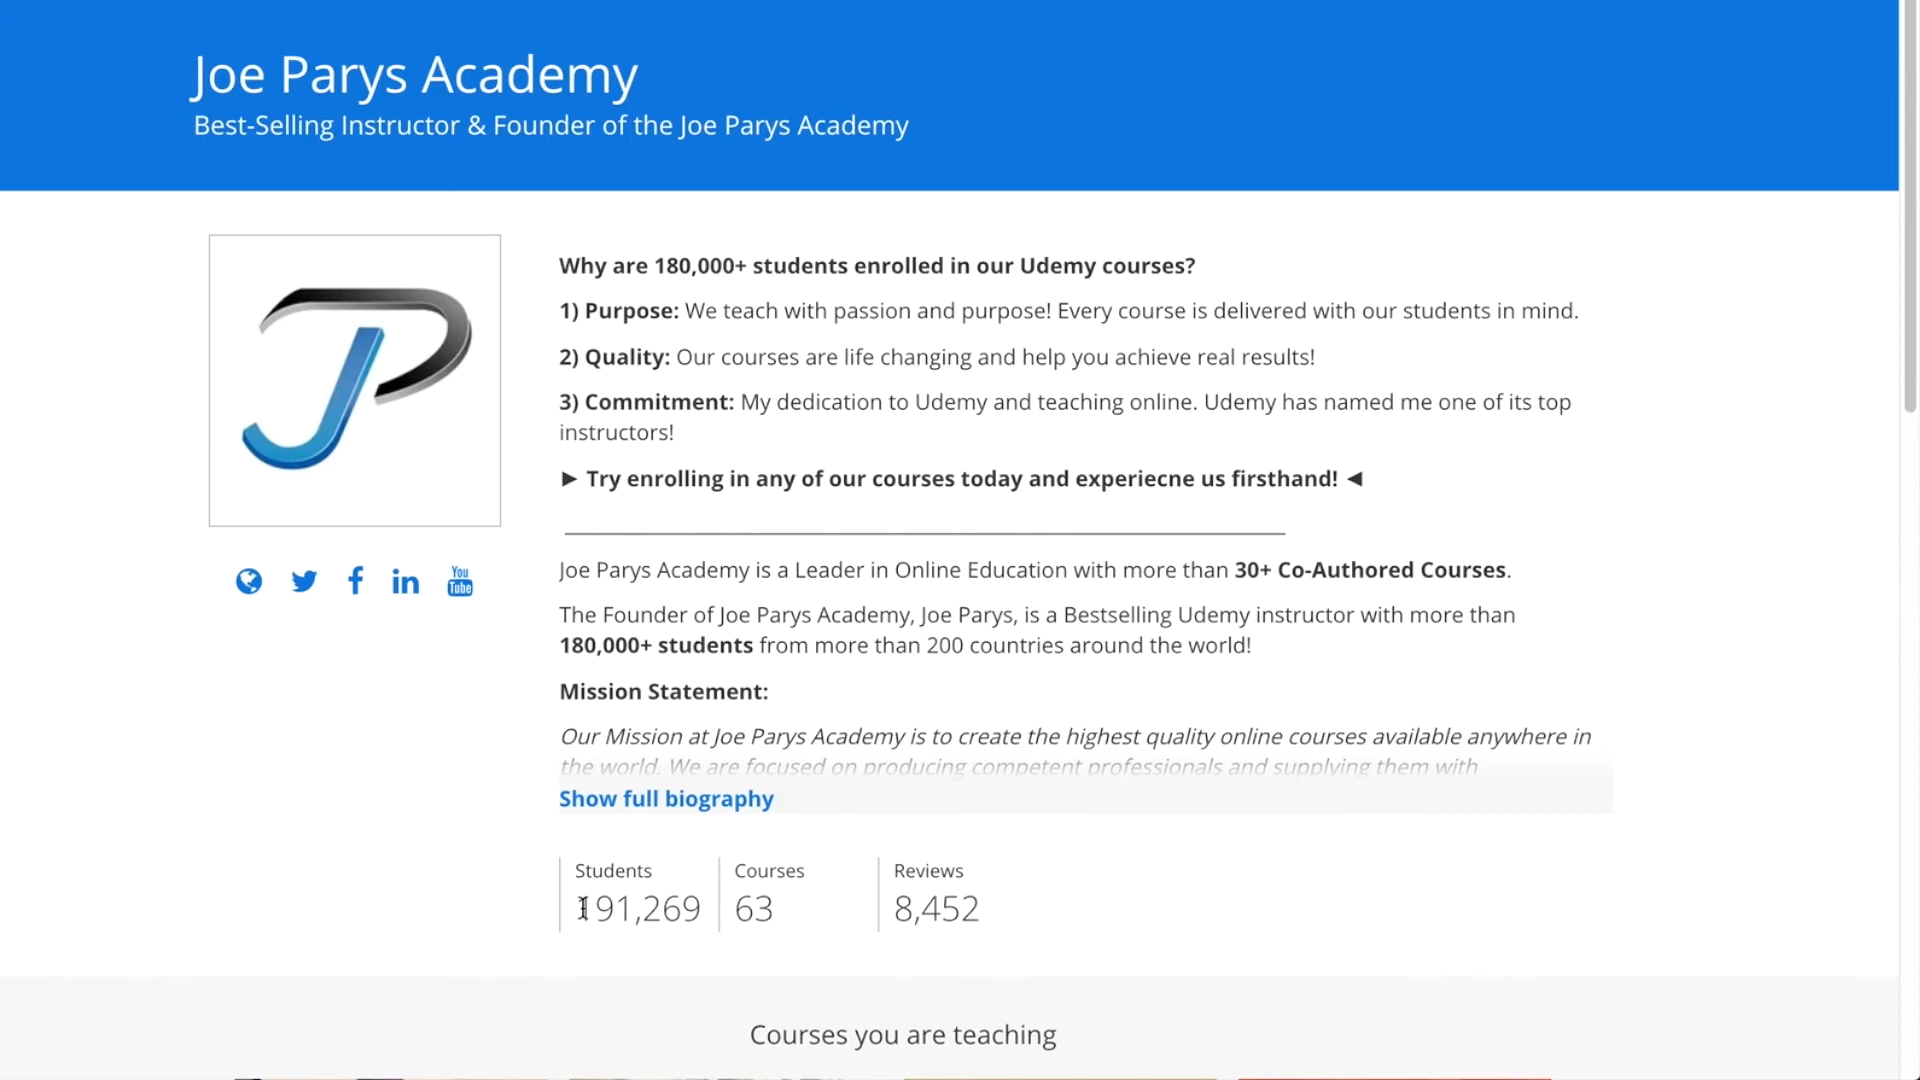 Joe Parys Academy
Best-Selling Instructor & Founder of the Joe Parys Academy
Why are 180,000+ students enrolled in our Udemy courses?
1) Purpose: We teach with passion and purpose! Every course is delivered with our students in mind.
2) Quality: Our courses are life changing and help you achieve real results!
3) Commitment: My dedication to Udemy and teaching online. Udemy has named me one of its top
instructors!
► Try enrolling in any of our courses today and experiecne us firsthand! ◄
Joe Parys Academy is a Leader in Online Education with more than 30+ Co-Authored Courses.
The Founder of Joe Parys Academy, Joe Parys, is a Bestselling Udemy instructor with more than
180,000+ students from more than 200 countries around the world!
Mission Statement:
Our Mission at Joe Parys Academy is to create the highest quality online courses available anywhere in
the world. We are focused on producing competent professionals and supplying them with
Show full biography
You
Tube
Students Courses Reviews
191,269 63 8,452
Courses you are teaching